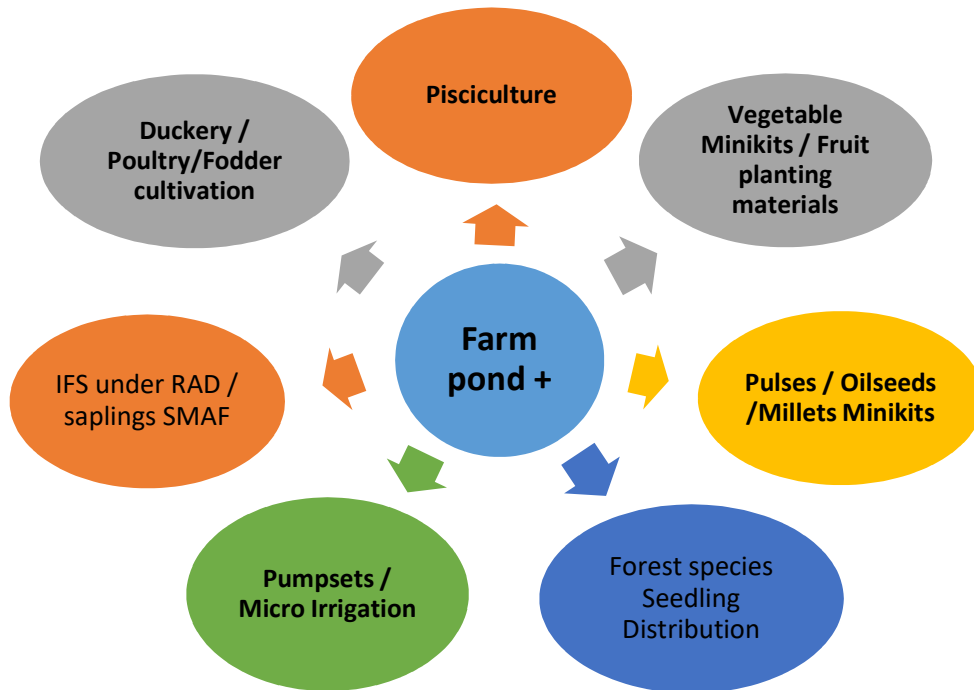 Pisciculture
Duckery /
Poultry/Fodder
cultivation
Vegetable
Minikits / Fruit
planting
materials
Farm
pond +
IFS under RAD /
saplings SMAF
Pulses / Oilseeds
/Millets Minikits
Pumpsets /
Micro Irrigation
Forest species
Seedling
Distribution